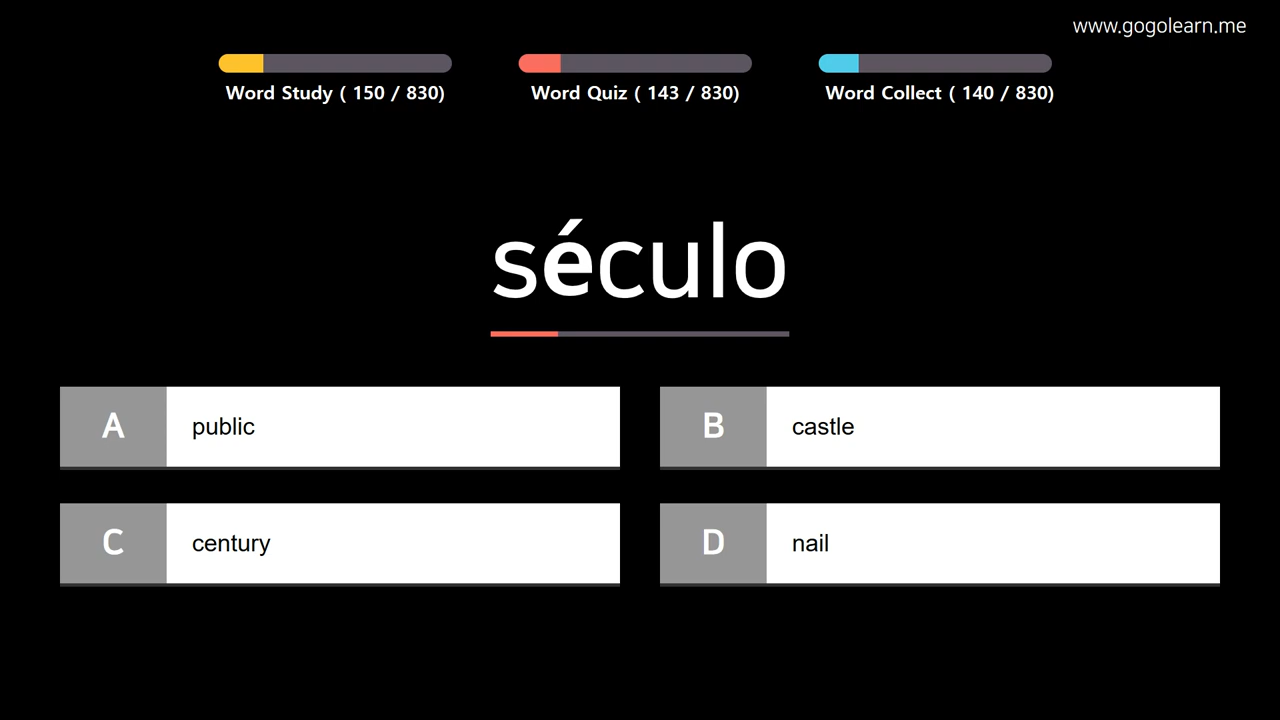 www.gogolearn.me
Word Study ( 150 / 830)
Word Quiz ( 143 / 830)
Word Collect ( 140 / 830)
século
A public
B castle
C century
D nail